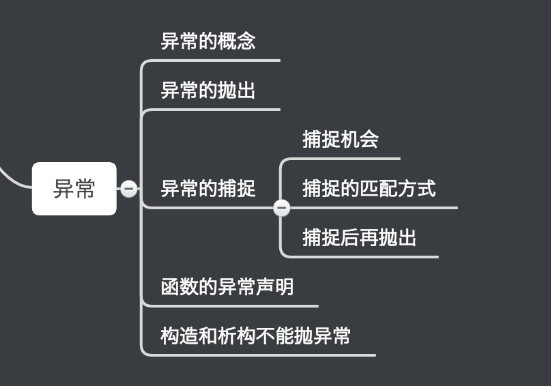 异常的概念
异常的抛出
捕捉机会
异常
异常的捕捉
捕捉的匹配方式
捕捉后再抛出
函数的异常声明
构造和析构不能抛异常